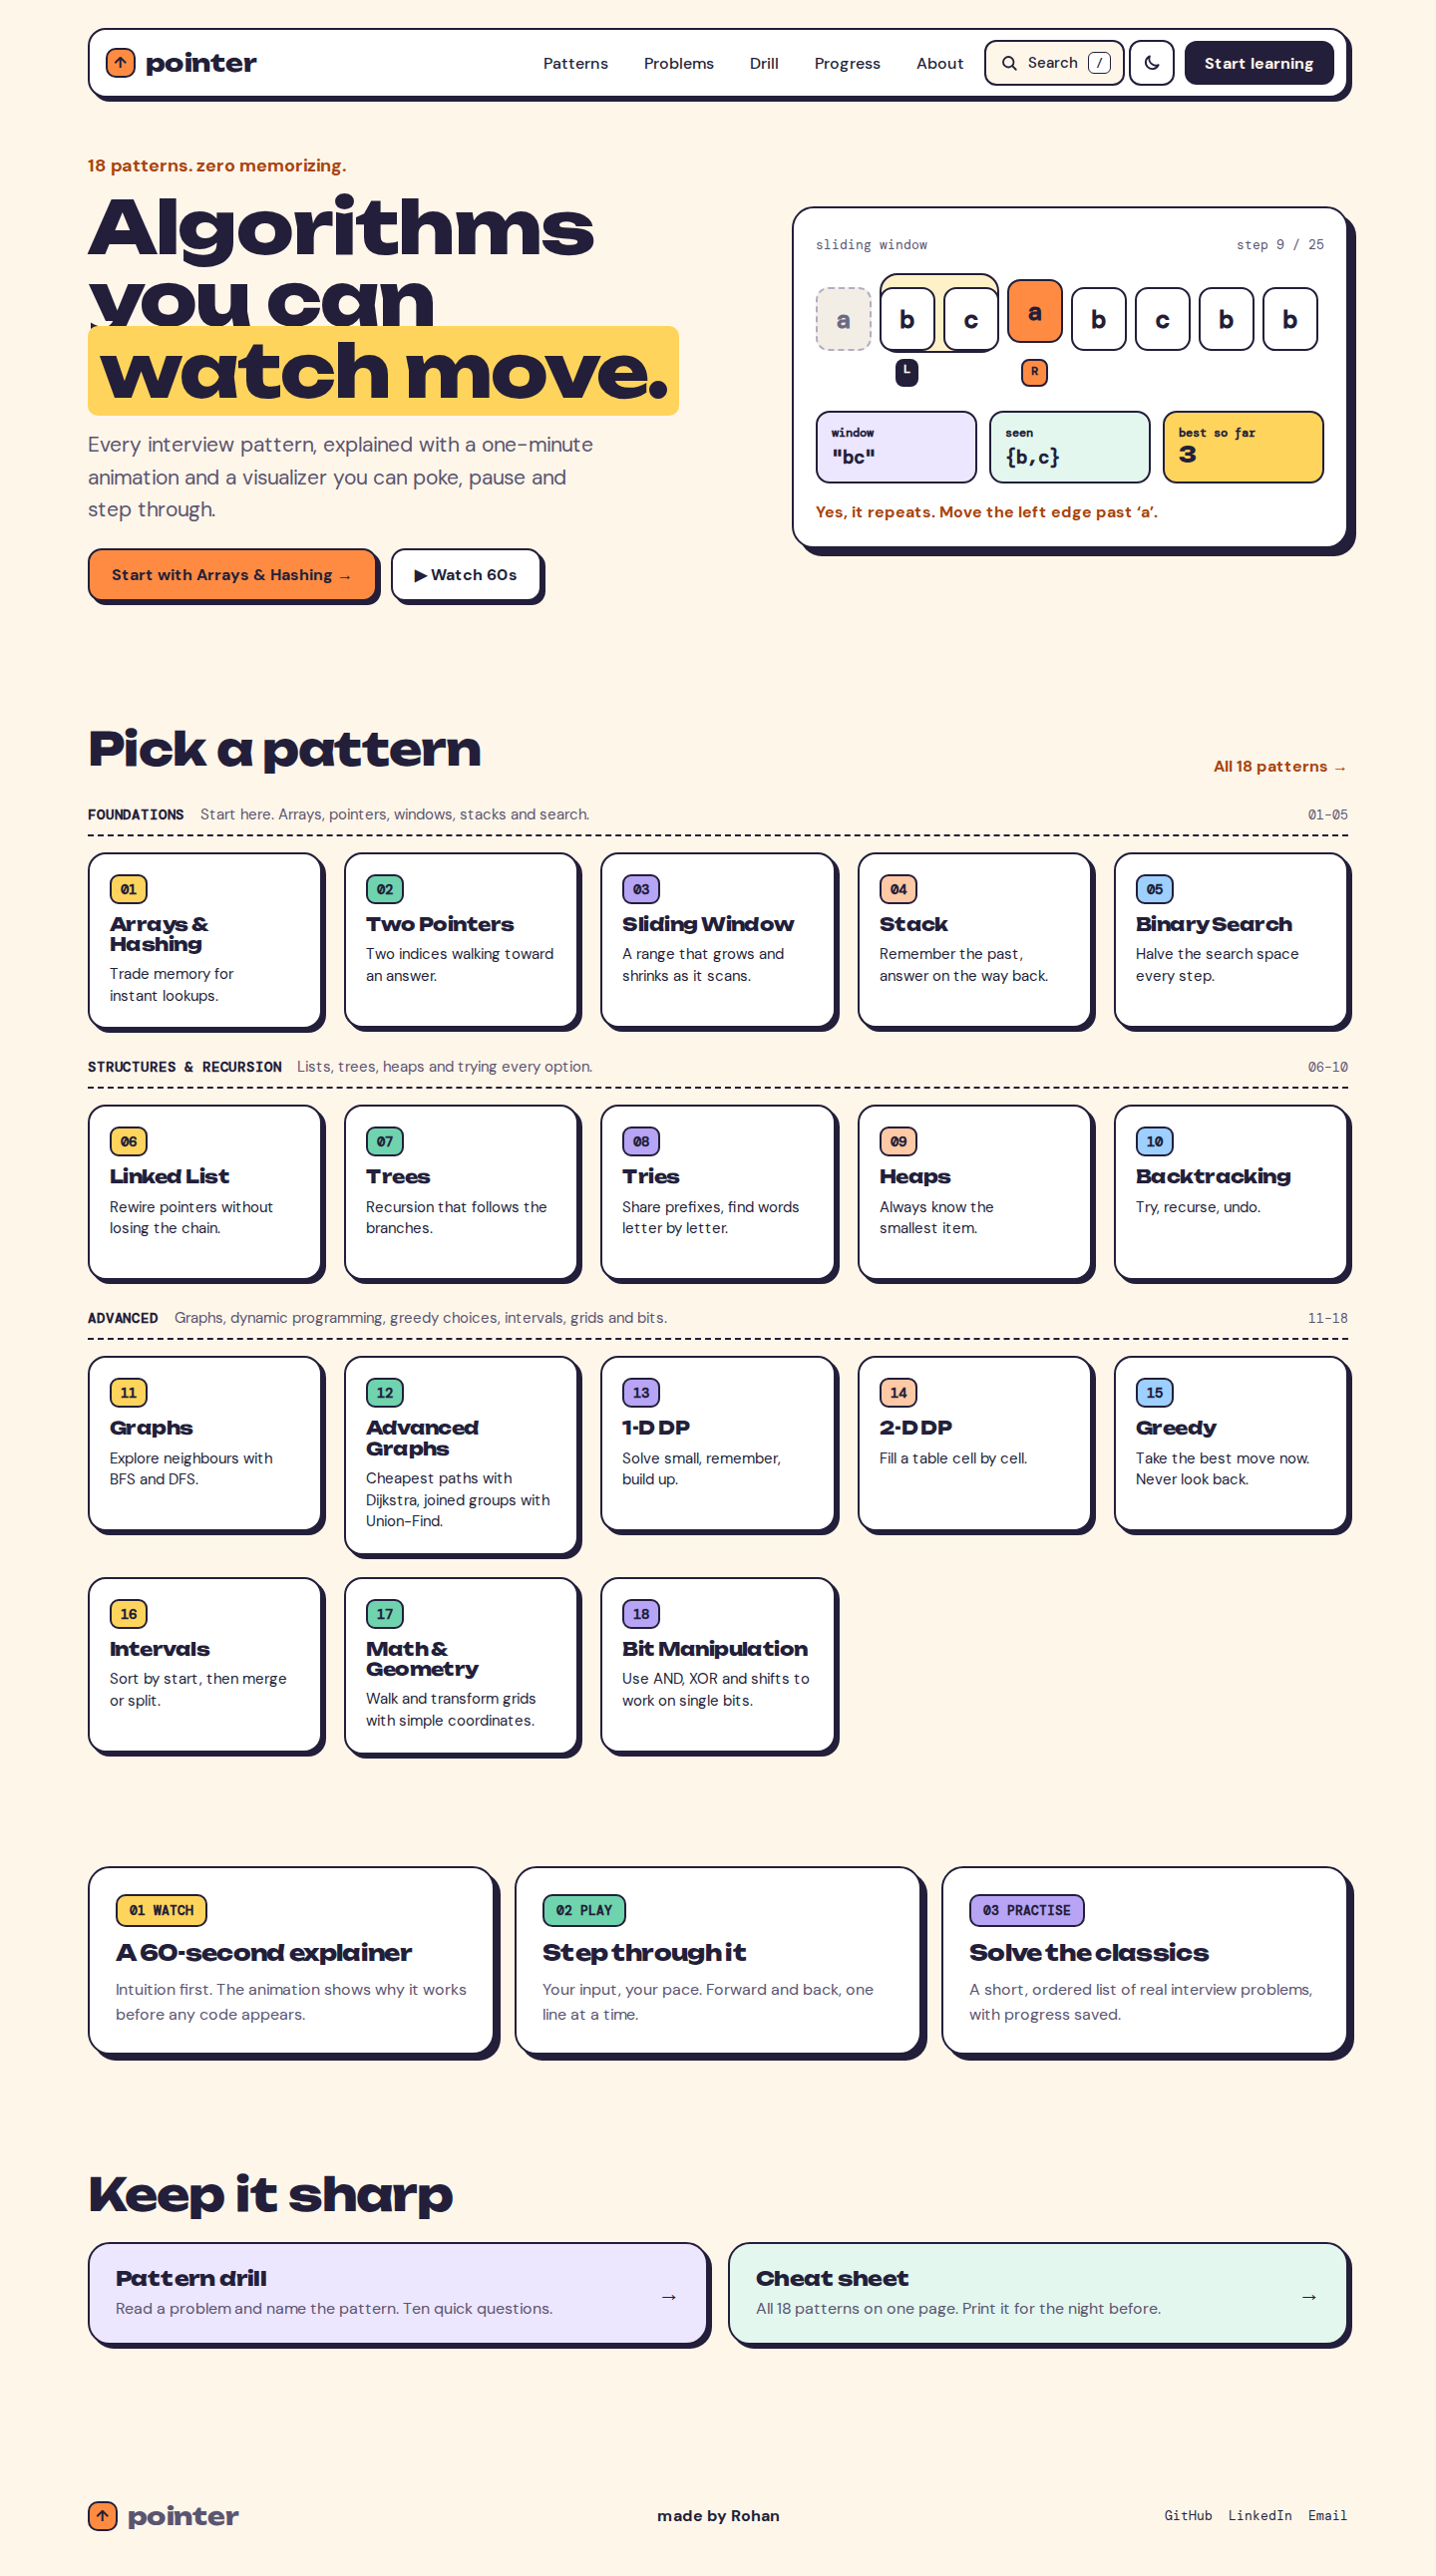 pointer
Patterns Problems Drill Progress About Search / Start learning
18 patterns. zero memorizing.
Algorithms
you can
watch move.
Every interview pattern, explained with a one-minute
animation and a visualizer you can poke, pause and
step through.
Start with Arrays & Hashing →
▶ Watch 60s
sliding window step 9 / 25
a b c a b c b b
L R
window
"bc"
seen
{b,c}
best so far
3
Yes, it repeats. Move the left edge past ‘a’.
Pick a pattern
All 18 patterns →
FOUNDATIONS Start here. Arrays, pointers, windows, stacks and search. 01–05
01
Arrays &
Hashing
Trade memory for
instant lookups.
02
Two Pointers
Two indices walking toward
an answer.
03
Sliding Window
A range that grows and
shrinks as it scans.
04
Stack
Remember the past,
answer on the way back.
05
Binary Search
Halve the search space
every step.
STRUCTURES & RECURSION Lists, trees, heaps and trying every option. 06–10
06
Linked List
Rewire pointers without
losing the chain.
07
Trees
Recursion that follows the
branches.
08
Tries
Share prefixes, find words
letter by letter.
09
Heaps
Always know the
smallest item.
10
Backtracking
Try, recurse, undo.
ADVANCED Graphs, dynamic programming, greedy choices, intervals, grids and bits. 11–18
11
Graphs
Explore neighbours with
BFS and DFS.
12
Advanced
Graphs
Cheapest paths with
Dijkstra, joined groups with
Union-Find.
13
1-D DP
Solve small, remember,
build up.
14
2-D DP
Fill a table cell by cell.
15
Greedy
Take the best move now.
Never look back.
16
Intervals
Sort by start, then merge
or split.
17
Math &
Geometry
Walk and transform grids
with simple coordinates.
18
Bit Manipulation
Use AND, XOR and shifts to
work on single bits.
01 WATCH
A 60-second explainer
Intuition first. The animation shows why it works
before any code appears.
02 PLAY
Step through it
Your input, your pace. Forward and back, one
line at a time.
03 PRACTISE
Solve the classics
A short, ordered list of real interview problems,
with progress saved.
Keep it sharp
Pattern drill
Read a problem and name the pattern. Ten quick questions.
→
Cheat sheet
All 18 patterns on one page. Print it for the night before.
→
pointer
made by Rohan
GitHub LinkedIn Email